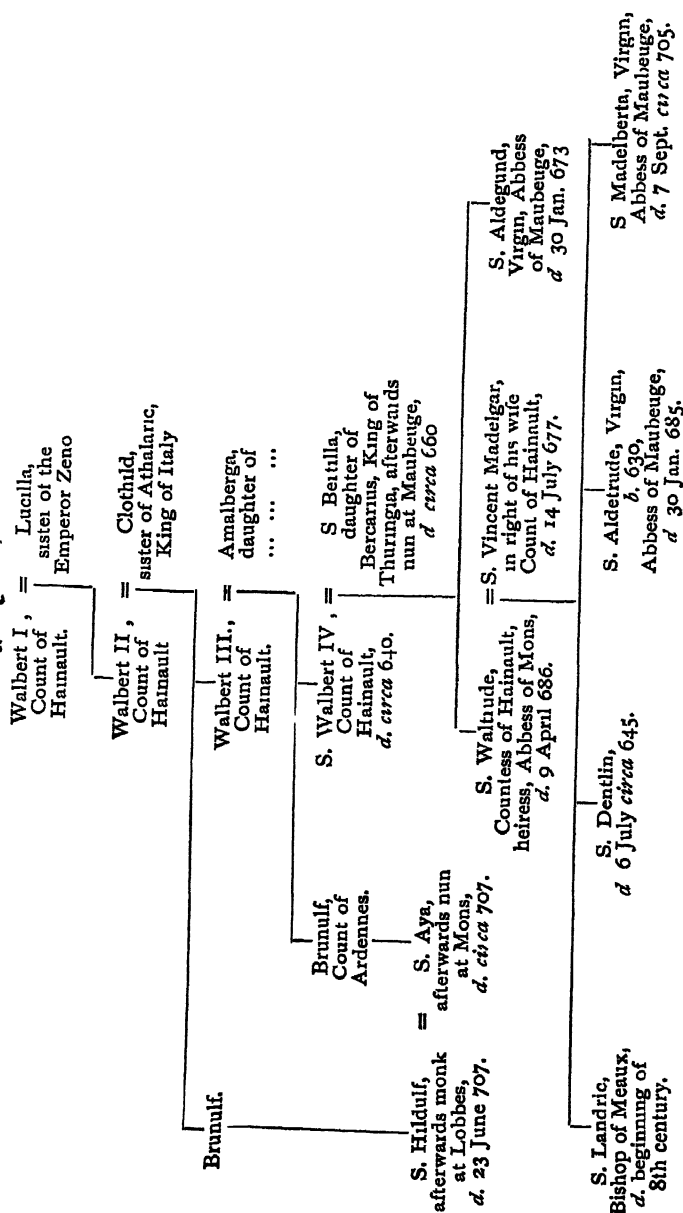 Walbert I, = Lucilla,
Count of sister of the
Hainault. Emperor Zeno
Walbert II, = Clothild,
Count of sister of Athalaric,
Hainault King of Italy
Brunulf.
Walbert III., = Amalberga,
Count of daughter of
Hainault. ... ... ...
Brunulf,
Count of
Ardennes.
S. Walbert IV, = S Bertilla,
Count of daughter of
Hainault, Bercarius, King of
d. circa 640. Thuringia, afterwards
nun at Maubeuge,
d circa 660
S. Hildulf, = S. Aya,
afterwards monk afterwards nun
at Lobbes, at Mons,
d. 23 June 707. d. circa 707.
S. Waltrude, = S. Vincent Madelgar,
Countess of Hainault, in right of his wife
heiress, Abbess of Mons, Count of Hainault,
d. 9 April 686. d. 14 July 677.
S. Aldegund,
Virgin, Abbess
of Maubeuge,
d 30 Jan. 673
S. Landric,
Bishop of Meaux,
d. beginning of
8th century.
S. Dentlin,
d 6 July circa 645.
S. Aldetrude, Virgin,
b, 630,
Abbess of Maubeuge,
d 30 Jan. 685.
S Madelberta, Virgin,
Abbess of Maubeuge,
d. 7 Sept. circa 705.